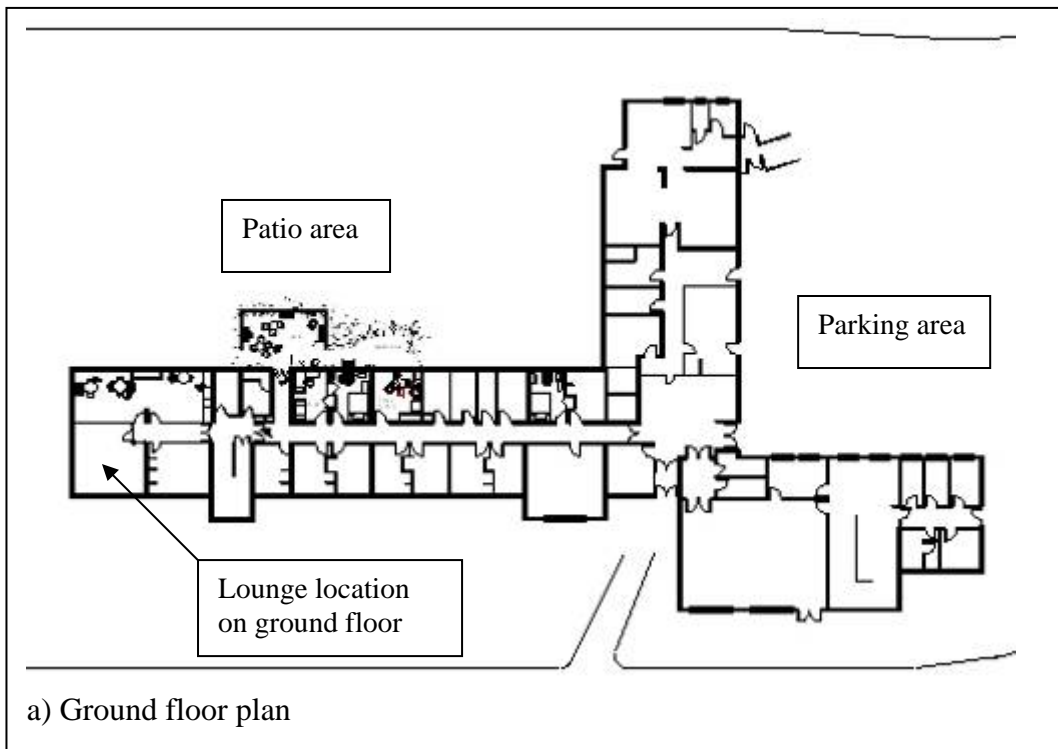 Patio area
Parking area
Lounge location
on ground floor
a) Ground floor plan